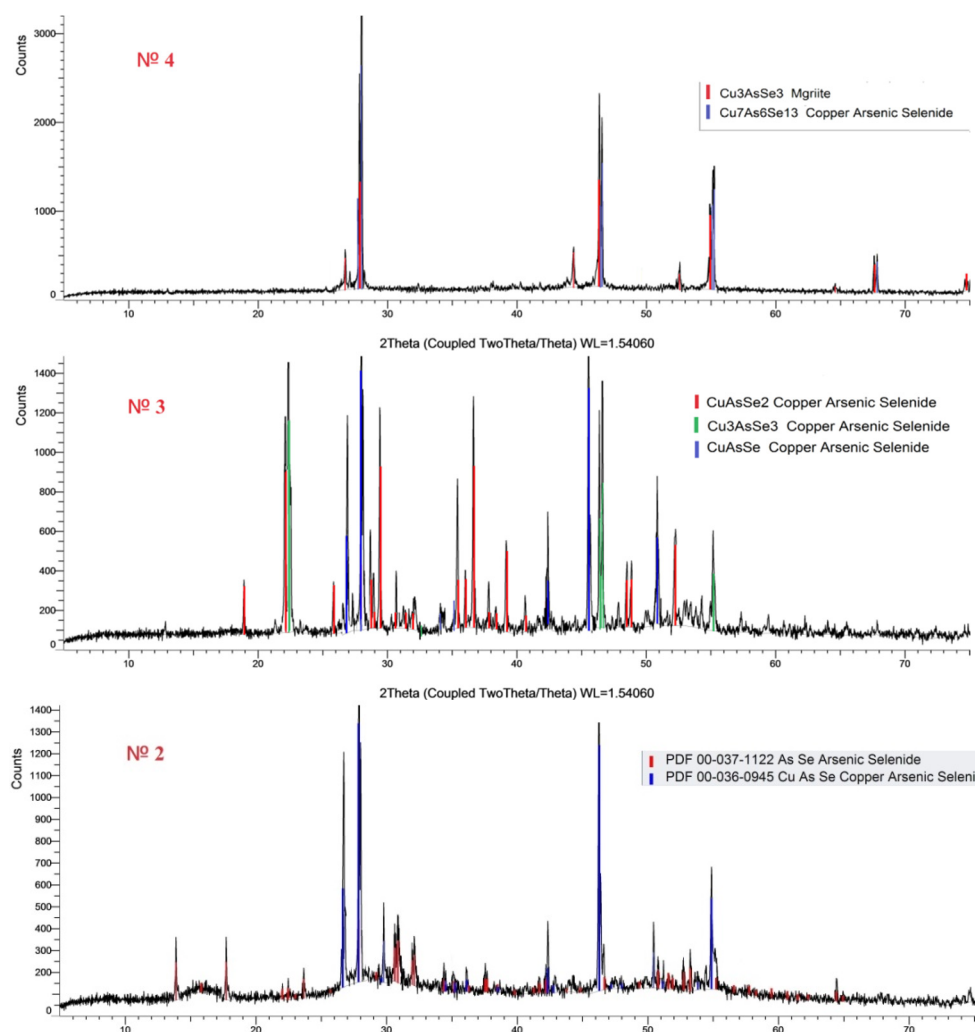 № 4
Counts
3000
2000
1000
0
Cu3AsSe3 Mgriite
Cu7As6Se13 Copper Arsenic Selenide
10 20 30 40 50 60 70
2Theta (Coupled TwoTheta/Theta) WL=1.54060
№ 3
Counts
1400
1200
1000
800
600
400
200
0
CuAsSe2 Copper Arsenic Selenide
Cu3AsSe3 Copper Arsenic Selenide
CuAsSe Copper Arsenic Selenide
10 20 30 40 50 60 70
2Theta (Coupled TwoTheta/Theta) WL=1.54060
№ 2
Counts
1400
1300
1200
1100
1000
900
800
700
600
500
400
300
200
100
0
PDF 00-037-1122 As Se Arsenic Selenide
PDF 00-036-0945 Cu As Se Copper Arsenic Seleni
10 20 30 40 50 60 70